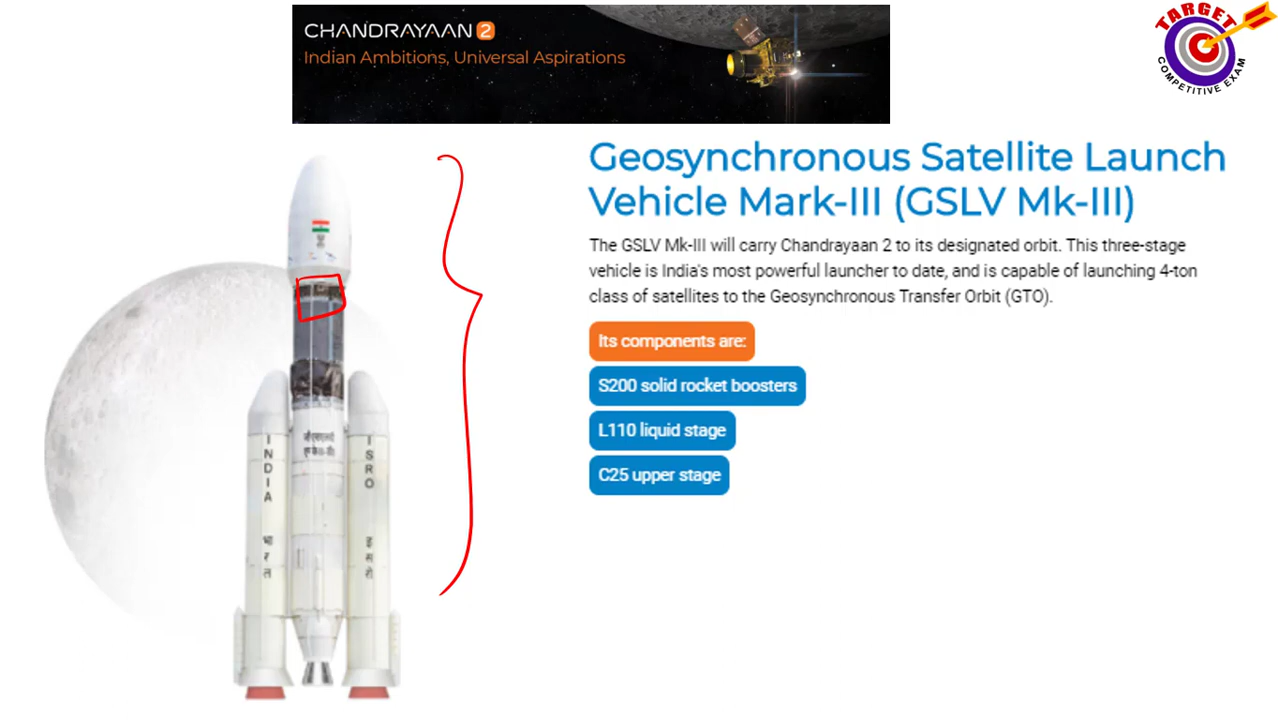 CHANDRAYAAN 2
Indian Ambitions, Universal Aspirations
TARGET
COMPETITIVE EXAM
Geosynchronous Satellite Launch
Vehicle Mark-III (GSLV Mk-III)
The GSLV Mk-III will carry Chandrayaan 2 to its designated orbit. This three-stage
vehicle is India's most powerful launcher to date, and is capable of launching 4-ton
class of satellites to the Geosynchronous Transfer Orbit (GTO).
Its components are:
S200 solid rocket boosters
L110 liquid stage
C25 upper stage
INDIA
भारत
ISRO
इसरो